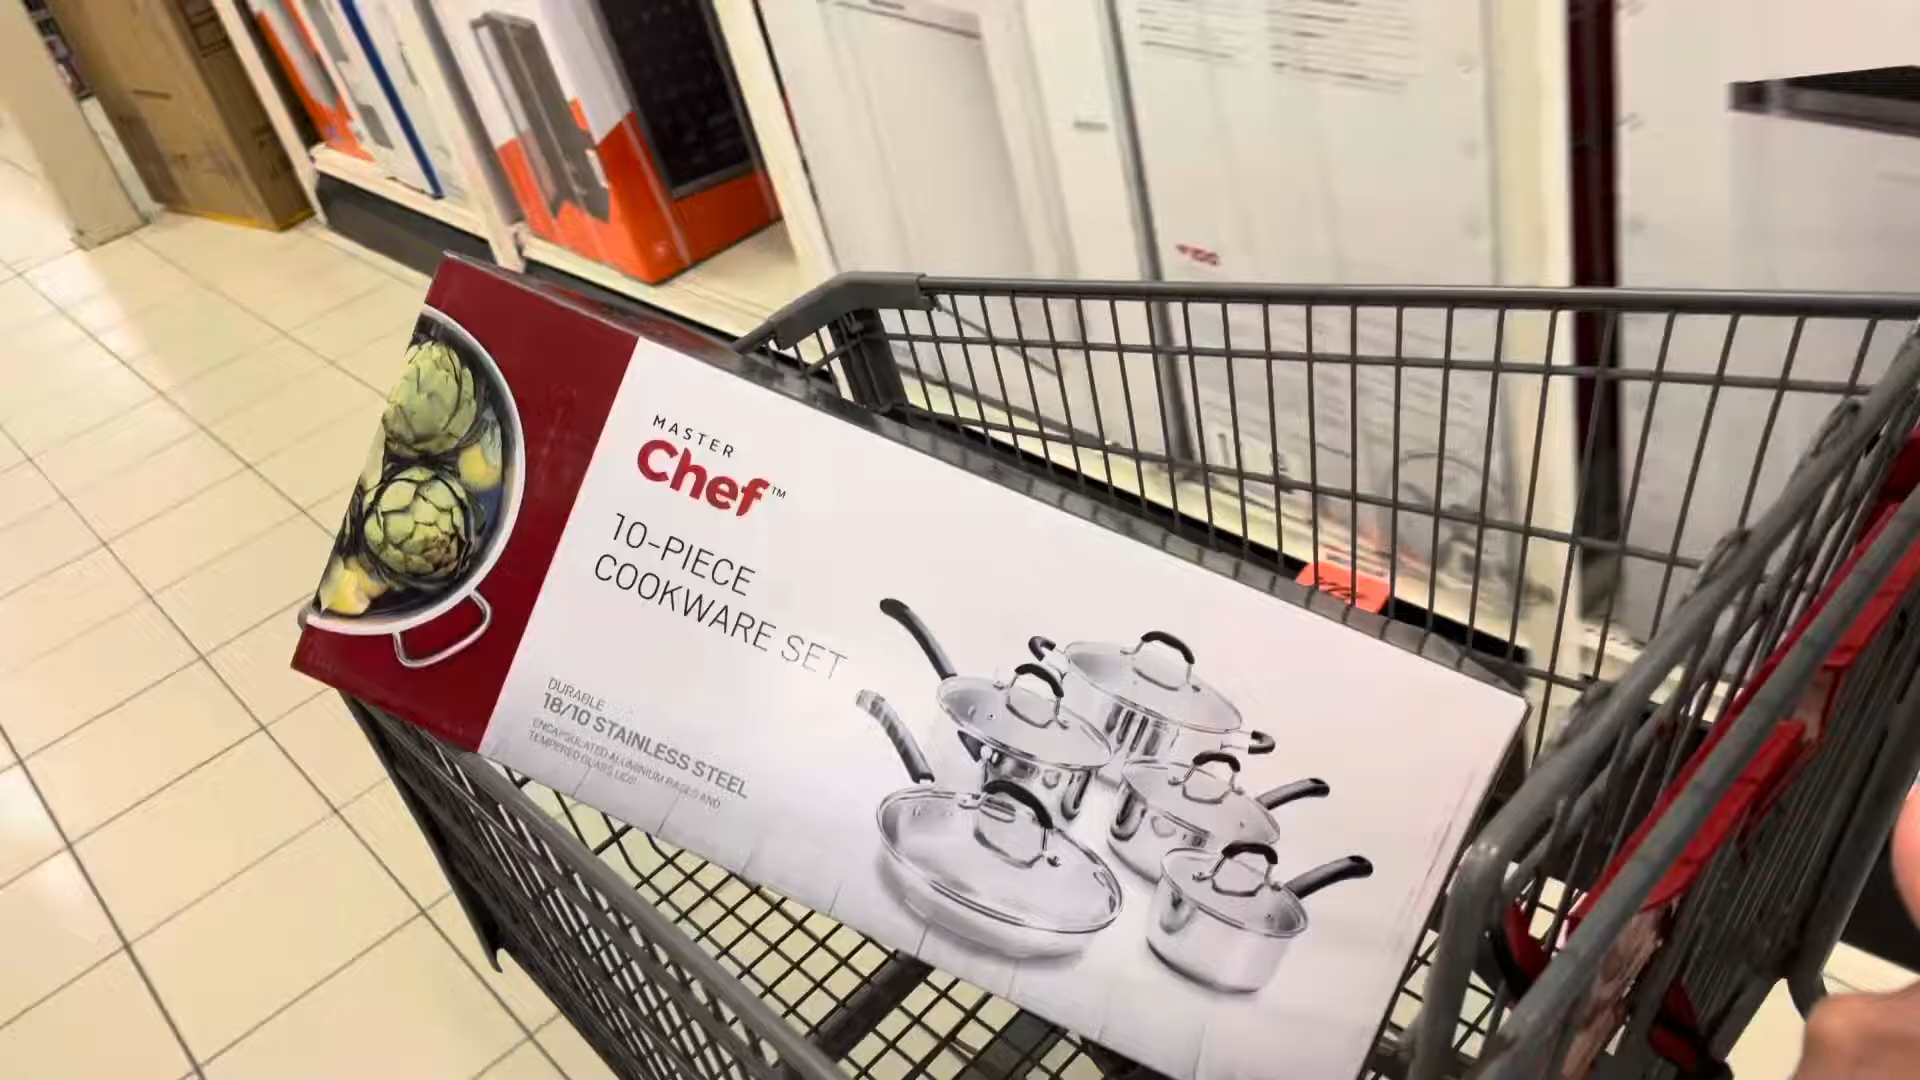 MASTER
Chef™
10-PIECE
COOKWARE SET
DURABLE
18/10 STAINLESS STEEL
ENCAPSULATED ALUMINIUM BASES AND
TEMPERED GLASS LIDS